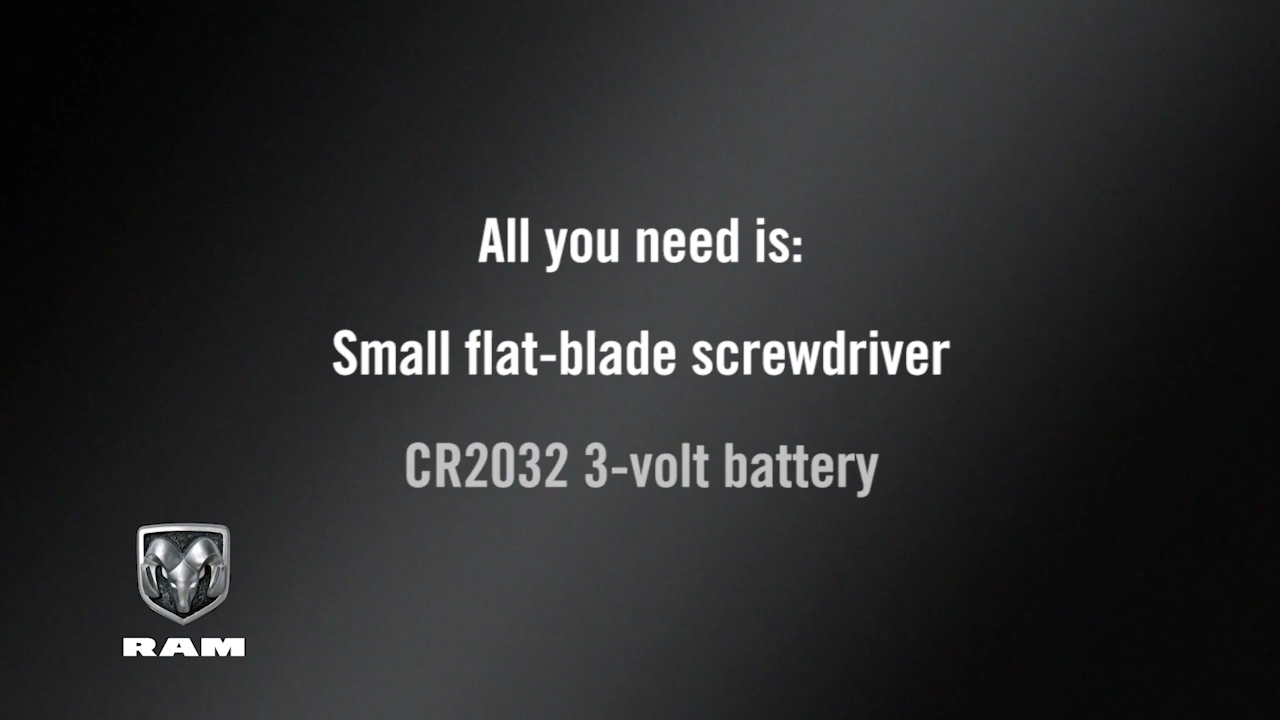 All you need is:
Small flat-blade screwdriver
CR2032 3-volt battery
RAM